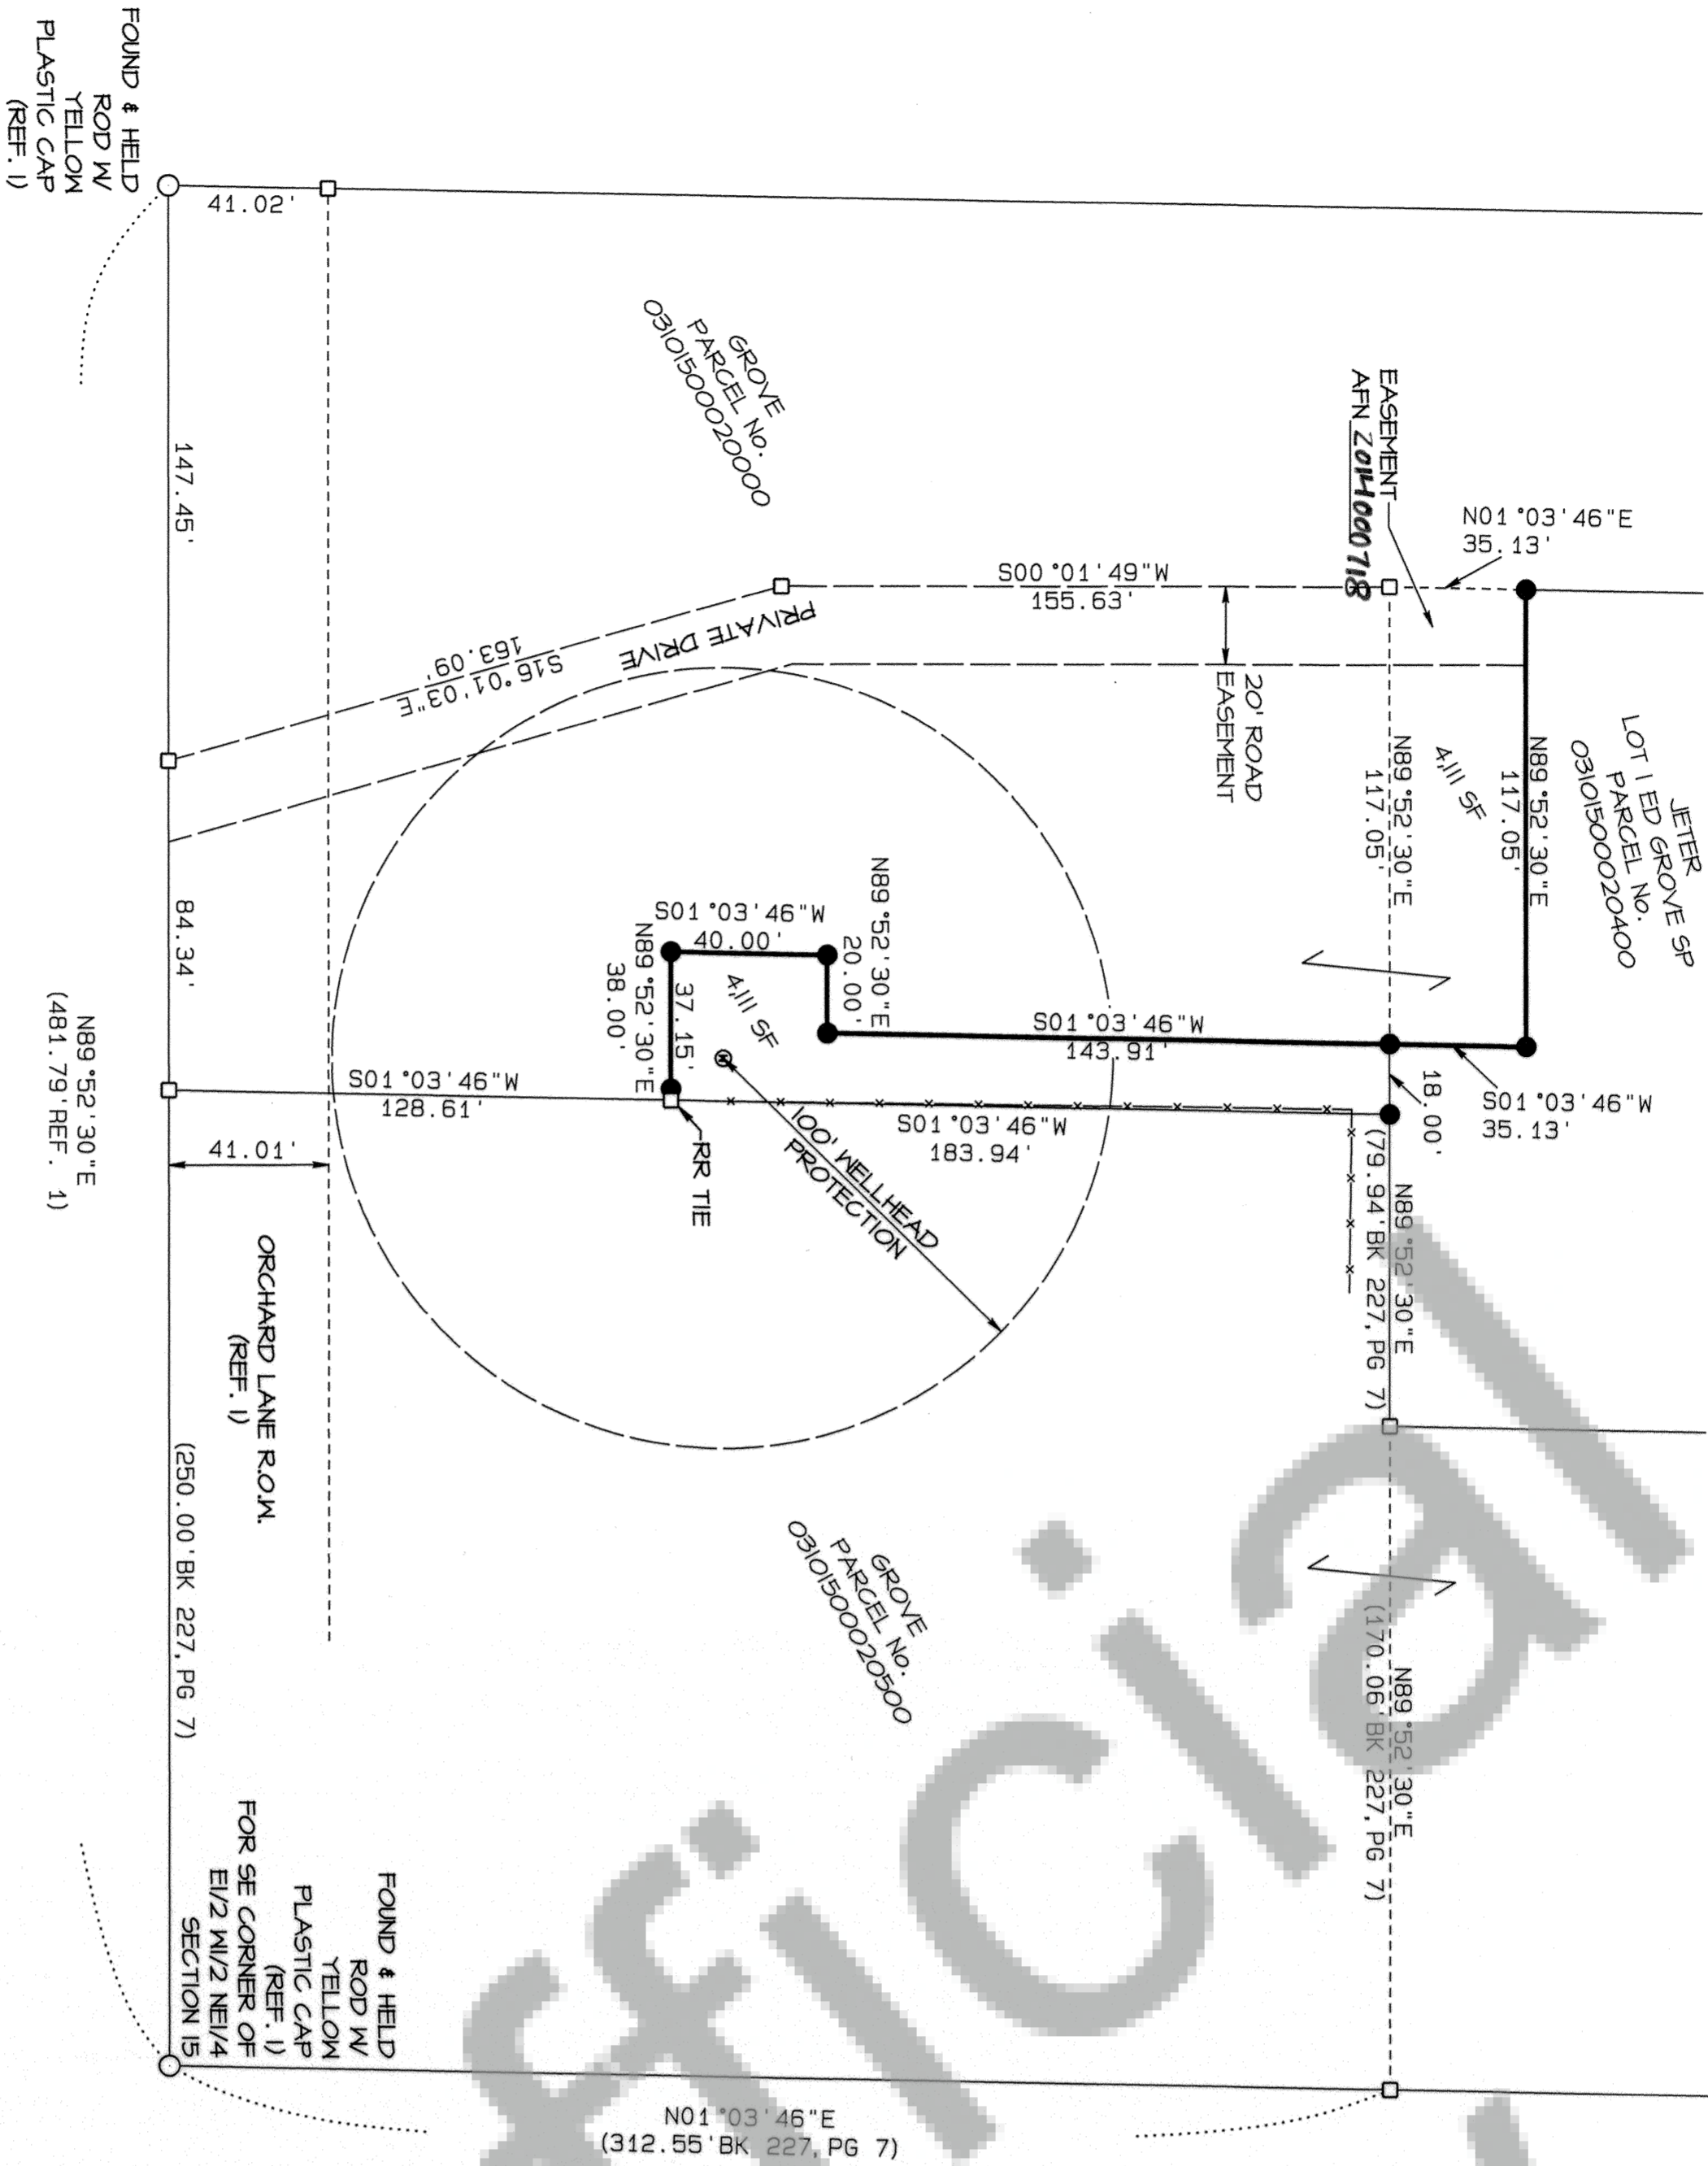 FOUND & HELD
ROD W/
YELLOW
PLASTIC CAP
(REF. 1)
41.02'
147.45'
84.34'
N89°52'30"E
(481.79'REF. 1)
(250.00'BK 227, PG 7)
41.01'
ORCHARD LANE R.O.W.
(REF. 1)
FOUND & HELD
ROD W/
YELLOW
PLASTIC CAP
(REF. 1)
FOR SE CORNER OF
E1/2 W1/2 NE1/4
SECTION 15
N01°03'46"E
(312.55'BK 227, PG 7)
GROVE
PARCEL No.
03101500020000
EASEMENT
AFN 2014000718
N01°03'46"E
35.13'
S00°01'49"W
155.63'
PRIVATE DRIVE
S16°01'03"E
163.09'
20' ROAD
EASEMENT
JETER
LOT 1 ED GROVE SP
PARCEL No.
03101500020400
N89°52'30"E
117.05'
4,111 SF
N89°52'30"E
117.05'
S01°03'46"W
40.00'
N89°52'30"E
20.00'
37.15'
N89°52'30"E
38.00'
4,111 SF
S01°03'46"W
143.91'
18.00'
S01°03'46"W
35.13'
S01°03'46"W
128.61'
S01°03'46"W
183.94'
RR TIE
100' WELLHEAD
PROTECTION
N89°52'30"E
(79.94'BK 227, PG 7)
N89°52'30"E
(170.06'BK 227, PG 7)
GROVE
PARCEL No.
03101500020500
fficial